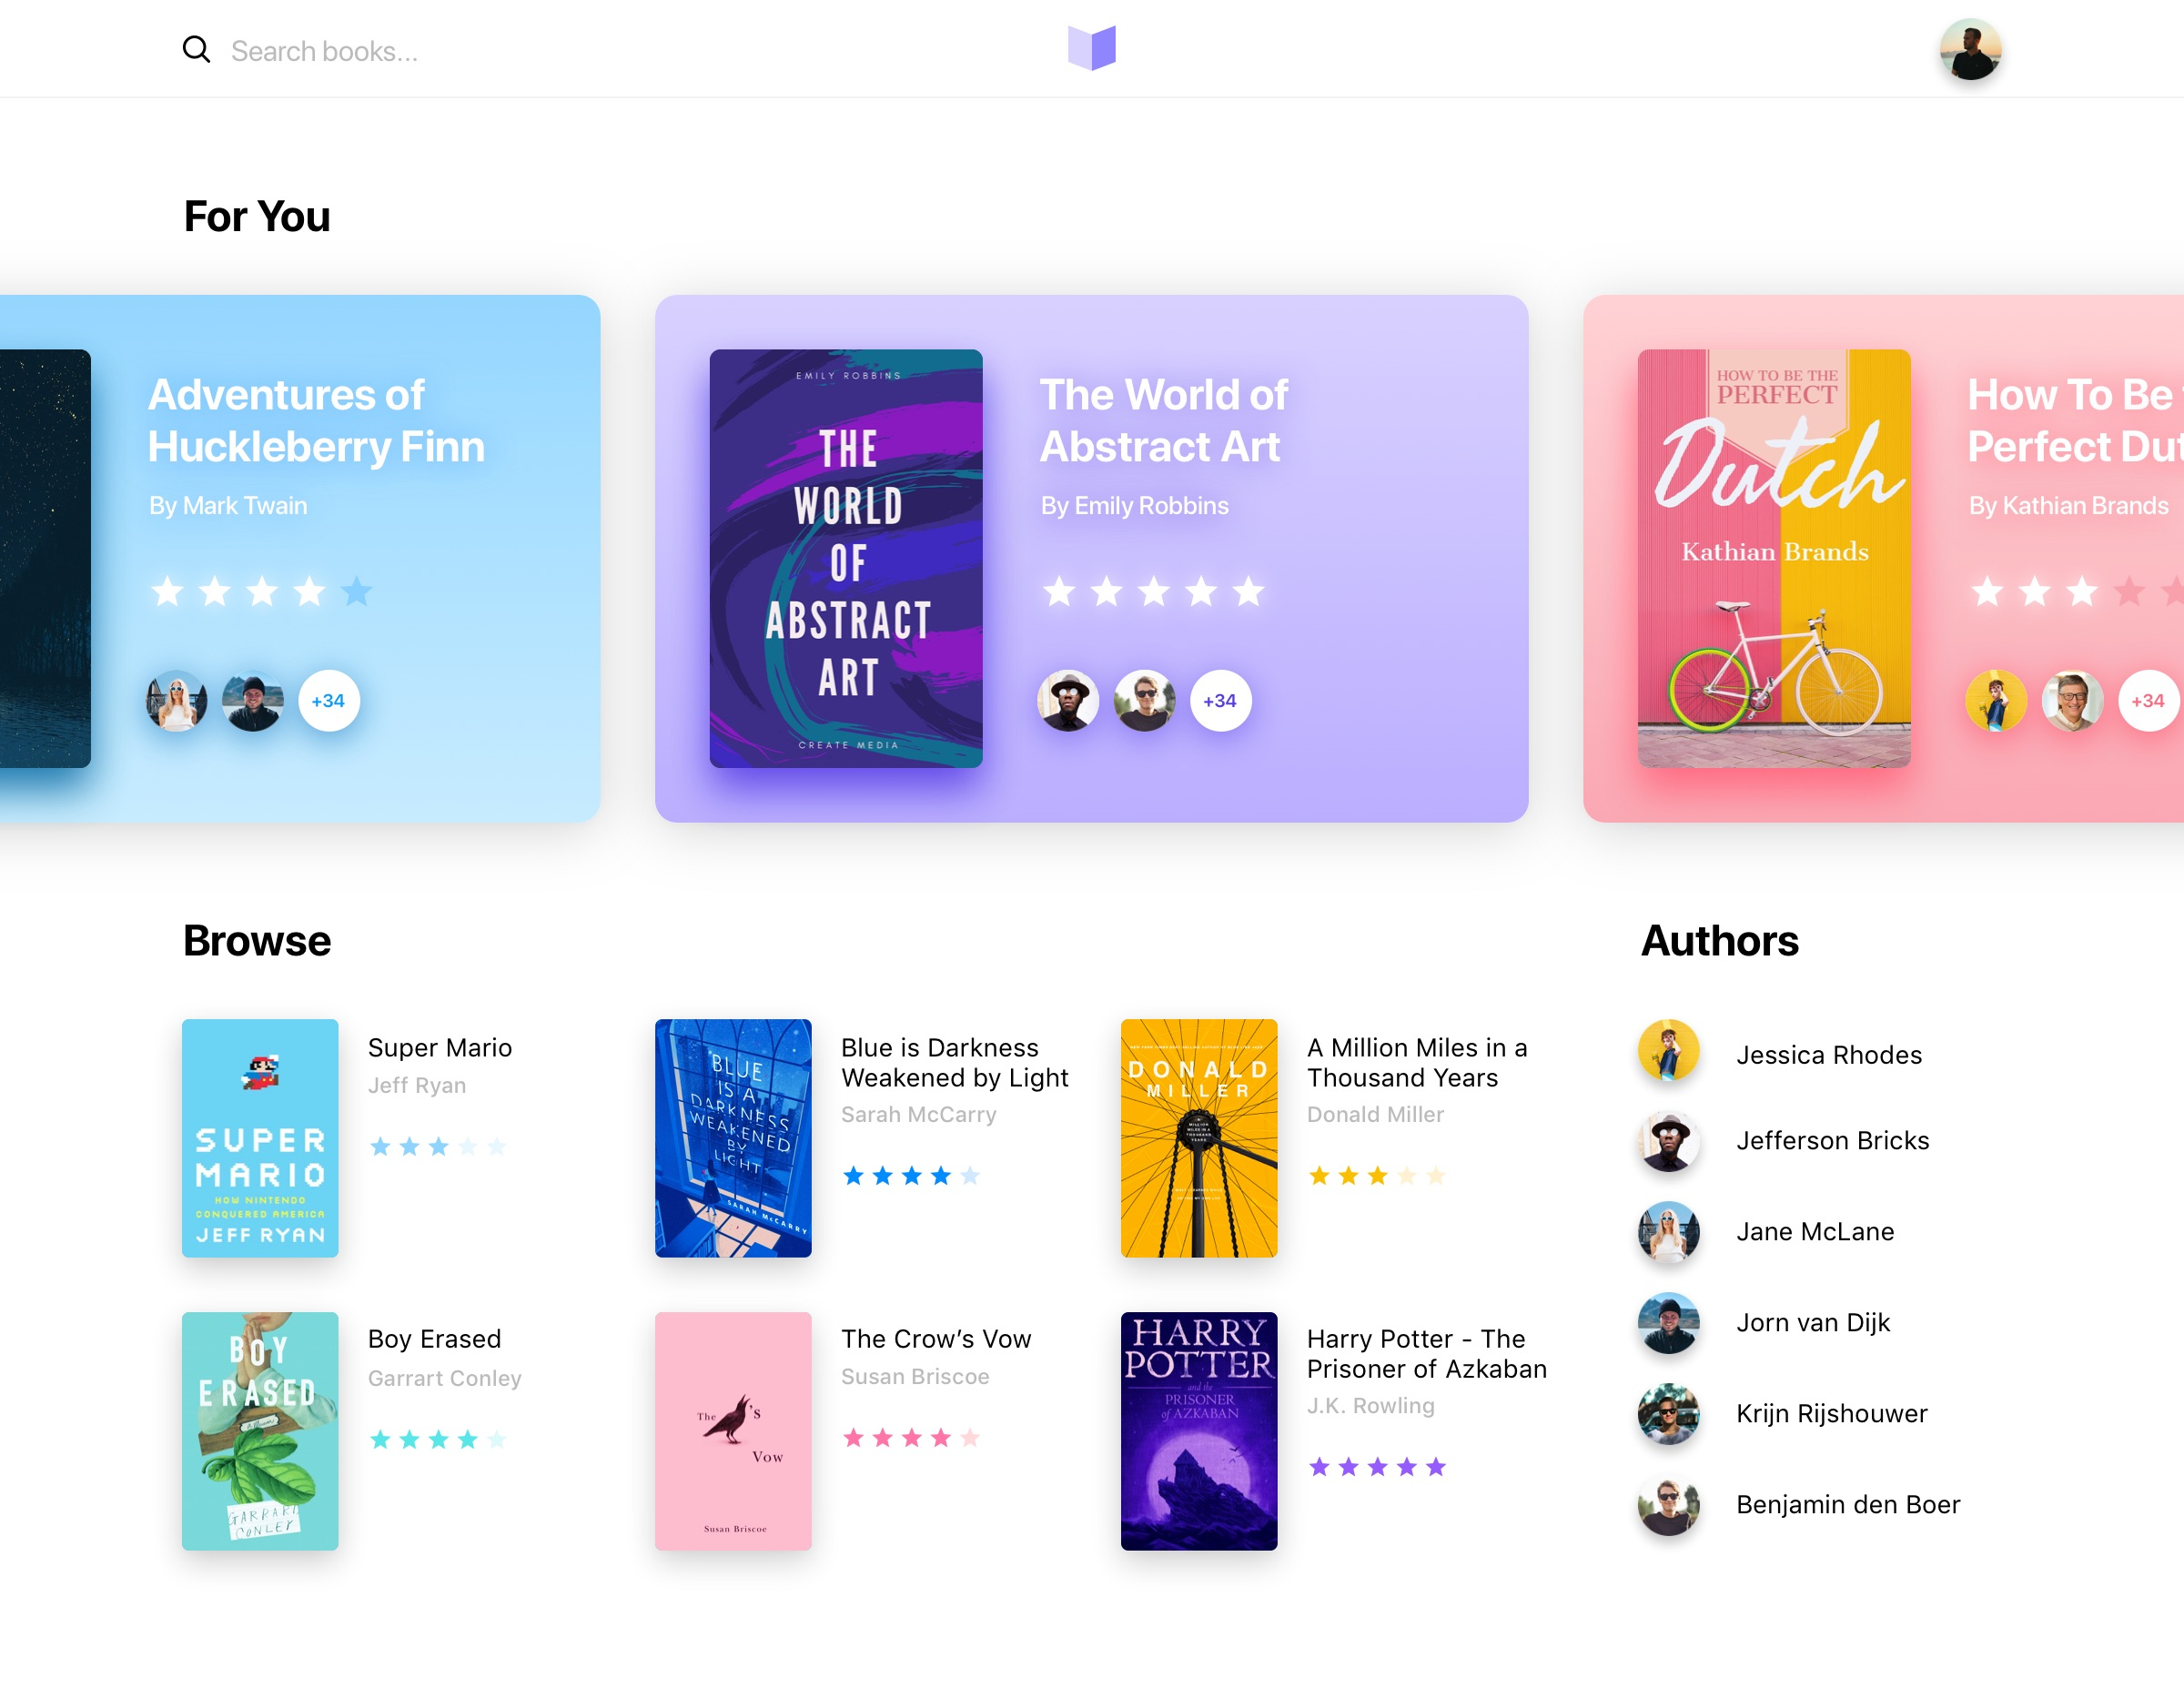 Search books...
For You
Adventures of
Huckleberry Finn
By Mark Twain
+34
EMILY ROBBINS
THE
WORLD
OF
ABSTRACT
ART
CREATE MEDIA
The World of
Abstract Art
By Emily Robbins
+34
HOW TO BE THE
PERFECT
Dutch
Kathian Brands
How To Be
Perfect Dut
By Kathian Brands
+34
Browse
SUPER
MARIO
HOW NINTENDO
CONQUERED AMERICA
JEFF RYAN
Super Mario
Jeff Ryan
BLUE
IS A
DARKNESS
WEAKENED
BY
LIGHT
SARAH McCARRY
Blue is Darkness
Weakened by Light
Sarah McCarry
DONALD
MILLER
A Million Miles in a
Thousand Years
Donald Miller
BOY
ERASED
GARRARD
CONLEY
Boy Erased
Garrart Conley
The 's
Vow
Susan Briscoe
The Crow’s Vow
Susan Briscoe
HARRY
POTTER
and the
PRISONER
of AZKABAN
Harry Potter - The
Prisoner of Azkaban
J.K. Rowling
Authors
Jessica Rhodes
Jefferson Bricks
Jane McLane
Jorn van Dijk
Krijn Rijshouwer
Benjamin den Boer